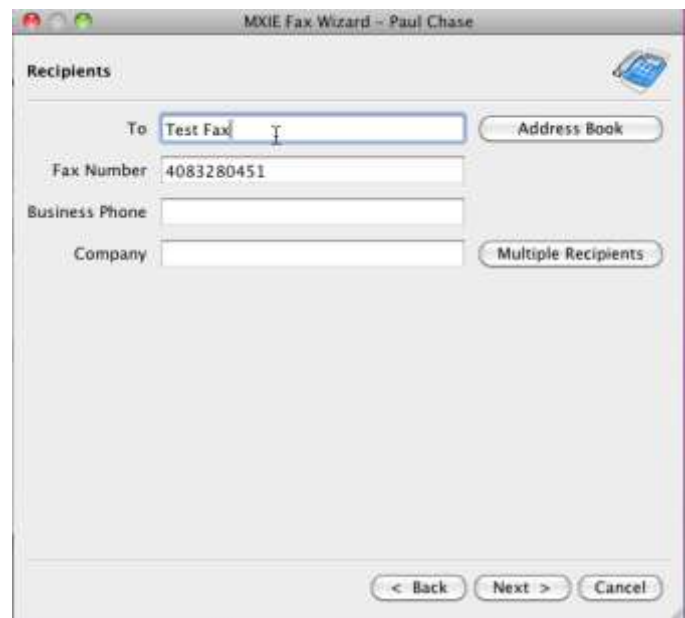 MXIE Fax Wizard – Paul Chase
Recipients
To Test Fax Address Book
Fax Number 4083280451
Business Phone
Company Multiple Recipients
< Back Next > Cancel